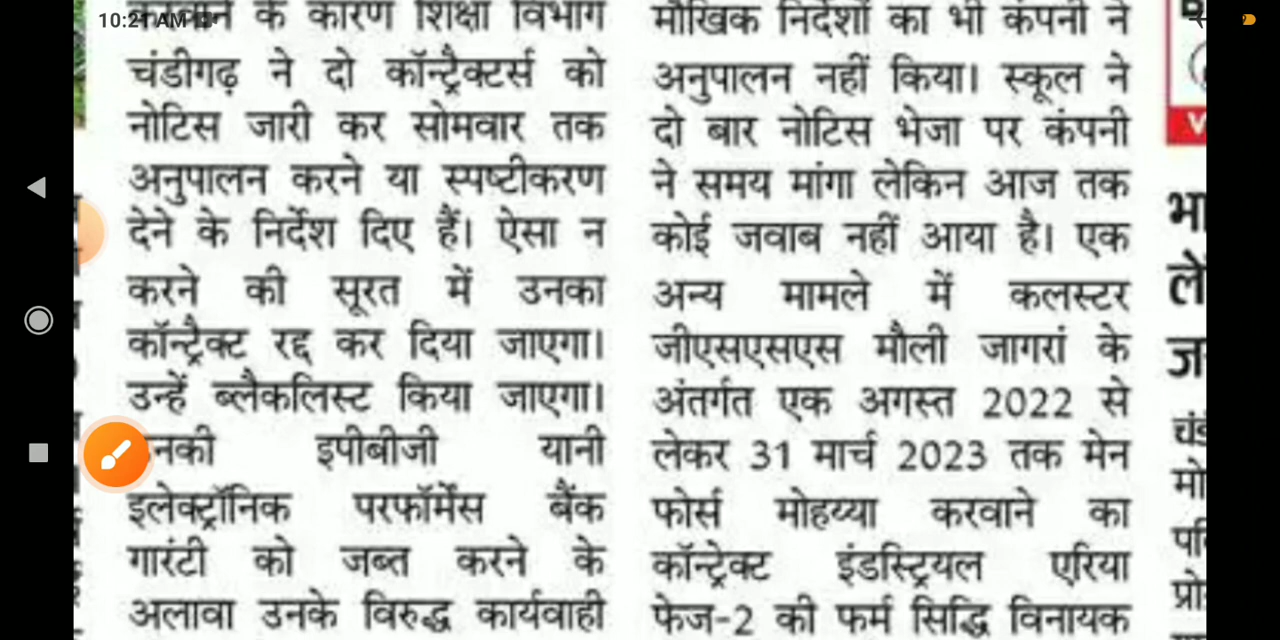 10:21 AM
के कारण शिक्षा विभाग
चंडीगढ़ ने दो कॉन्ट्रैक्टर्स को
नोटिस जारी कर सोमवार तक
अनुपालन करने या स्पष्टीकरण
देने के निर्देश दिए हैं। ऐसा न
करने की सूरत में उनका
कॉन्ट्रैक्ट रद्द कर दिया जाएगा।
उन्हें ब्लैकलिस्ट किया जाएगा।
इपीबीजी यानी
इलेक्ट्रॉनिक परफॉर्मेंस बैंक
गारंटी को जब्त करने के
अलावा उनके विरुद्ध कार्यवाही
मौखिक निर्देशों का भी कंपनी ने
अनुपालन नहीं किया। स्कूल ने
दो बार नोटिस भेजा पर कंपनी
ने समय मांगा लेकिन आज तक
कोई जवाब नहीं आया है। एक
अन्य मामले में कलस्टर
जीएसएसएस मौली जागरां के
अंतर्गत एक अगस्त 2022 से
लेकर 31 मार्च 2023 तक मेन
फोर्स मोहय्या करवाने का
कॉन्ट्रेक्ट इंडस्ट्रियल एरिया
फेज-2 की फर्म सिद्धि विनायक